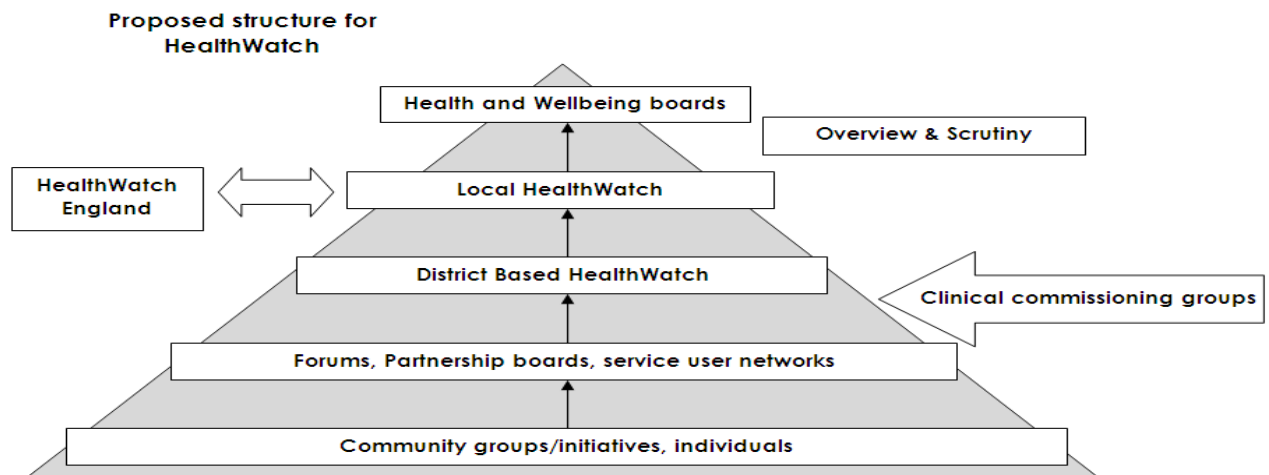 Proposed structure for
HealthWatch
Health and Wellbeing boards
Overview & Scrutiny
HealthWatch
England
Local HealthWatch
District Based HealthWatch
Clinical commissioning groups
Forums, Partnership boards, service user networks
Community groups/initiatives, individuals